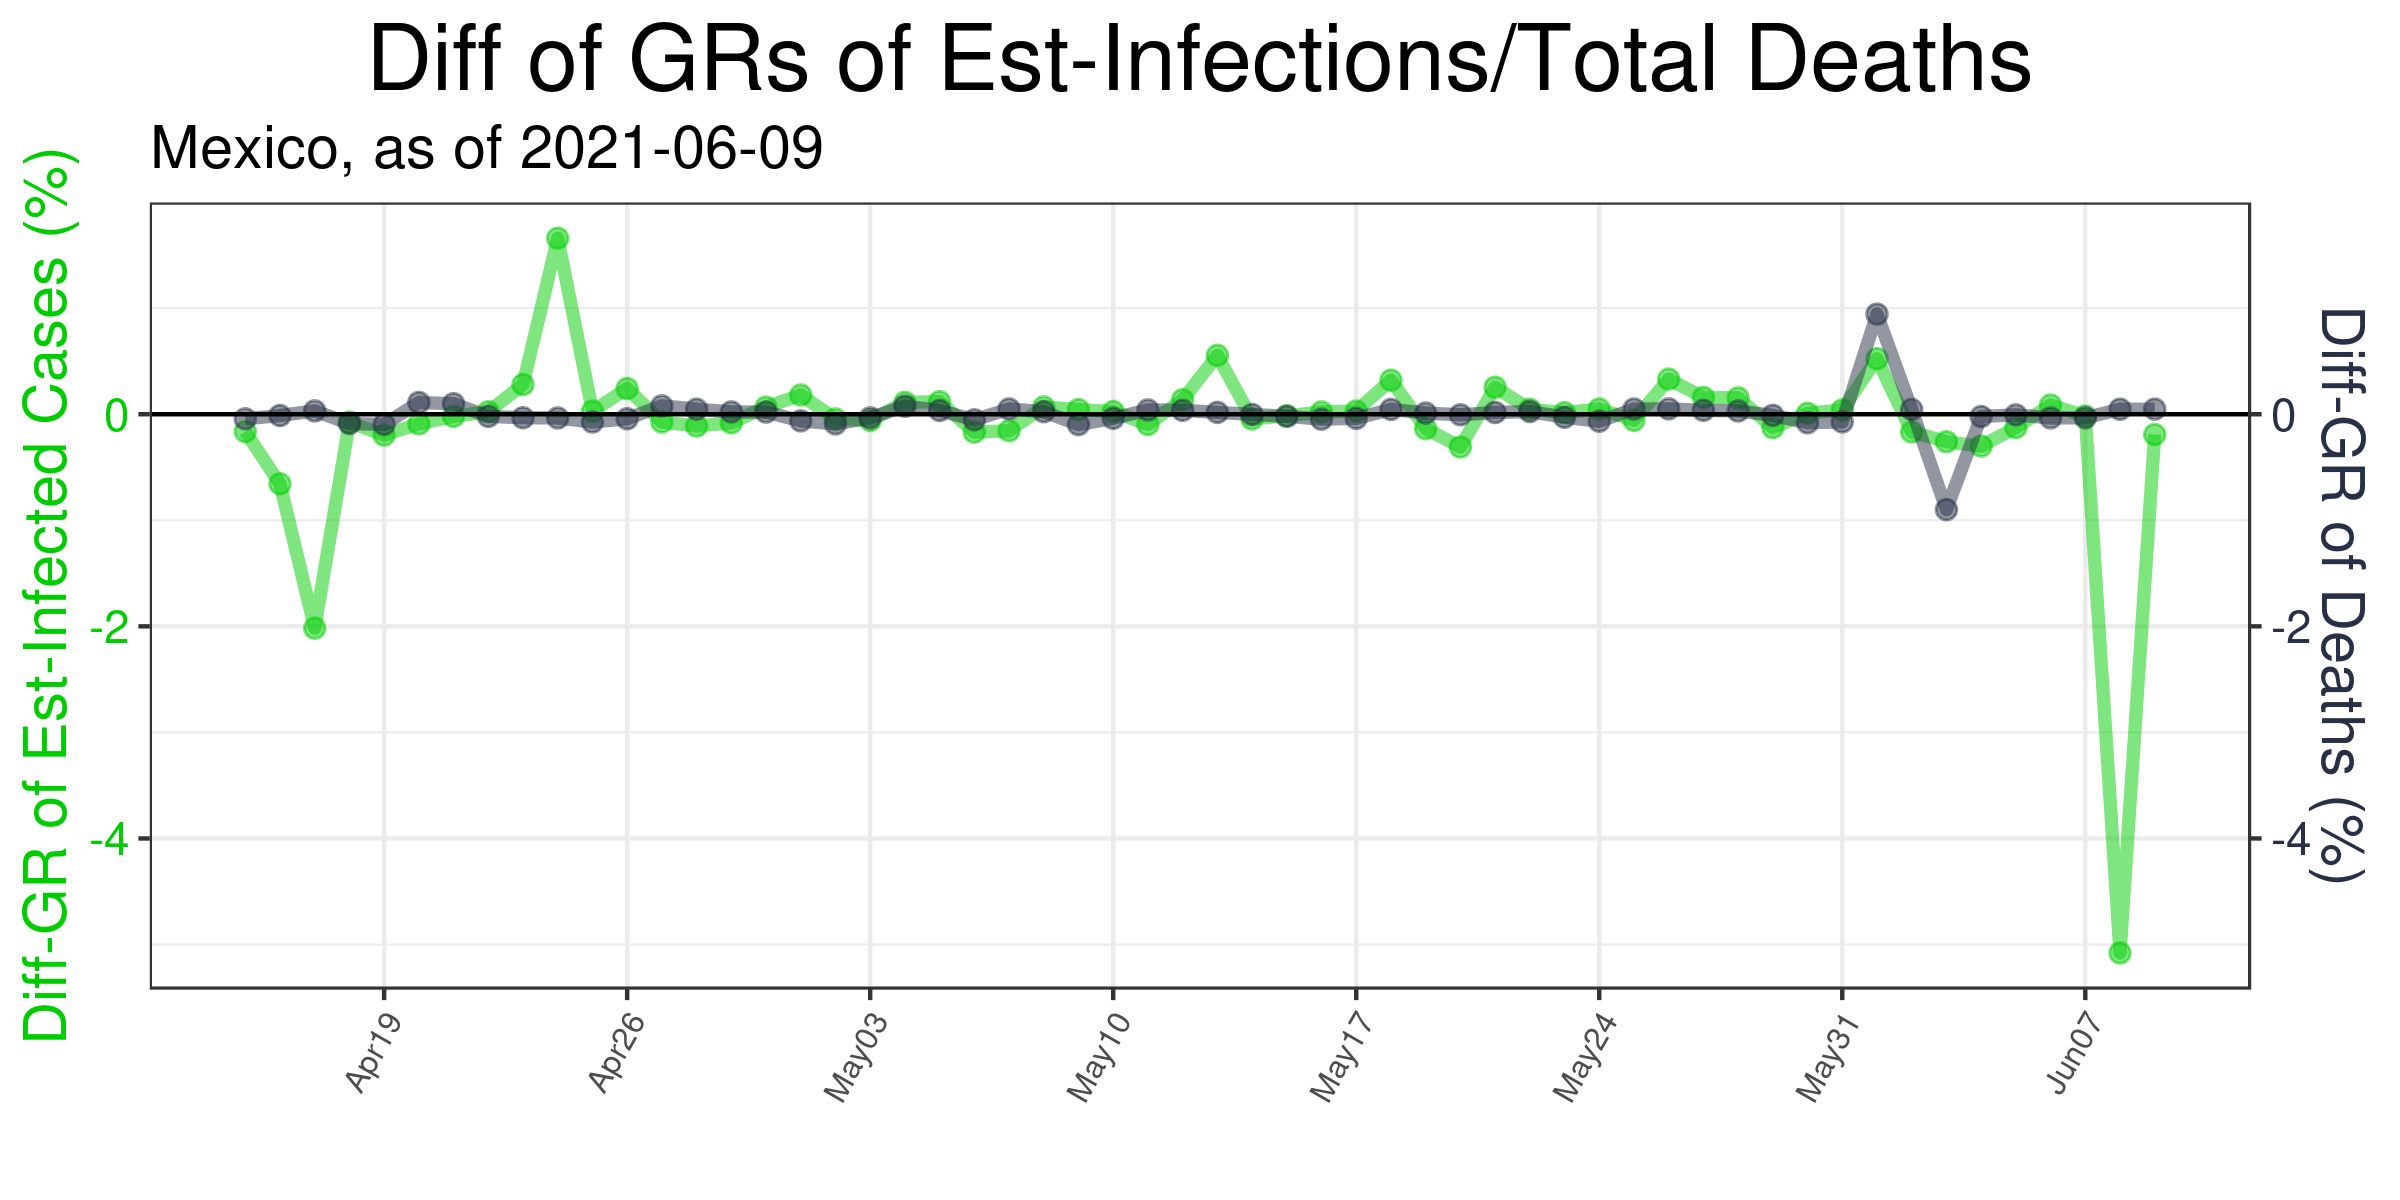 Diff of GRs of Est-Infections/Total Deaths
Mexico, as of 2021-06-09
Diff-GR of Est-Infected Cases (%)
0
-2
-4
0
-2
-4
Diff-GR of Deaths (%)
Apr19
Apr26
May03
May10
May17
May24
May31
Jun07